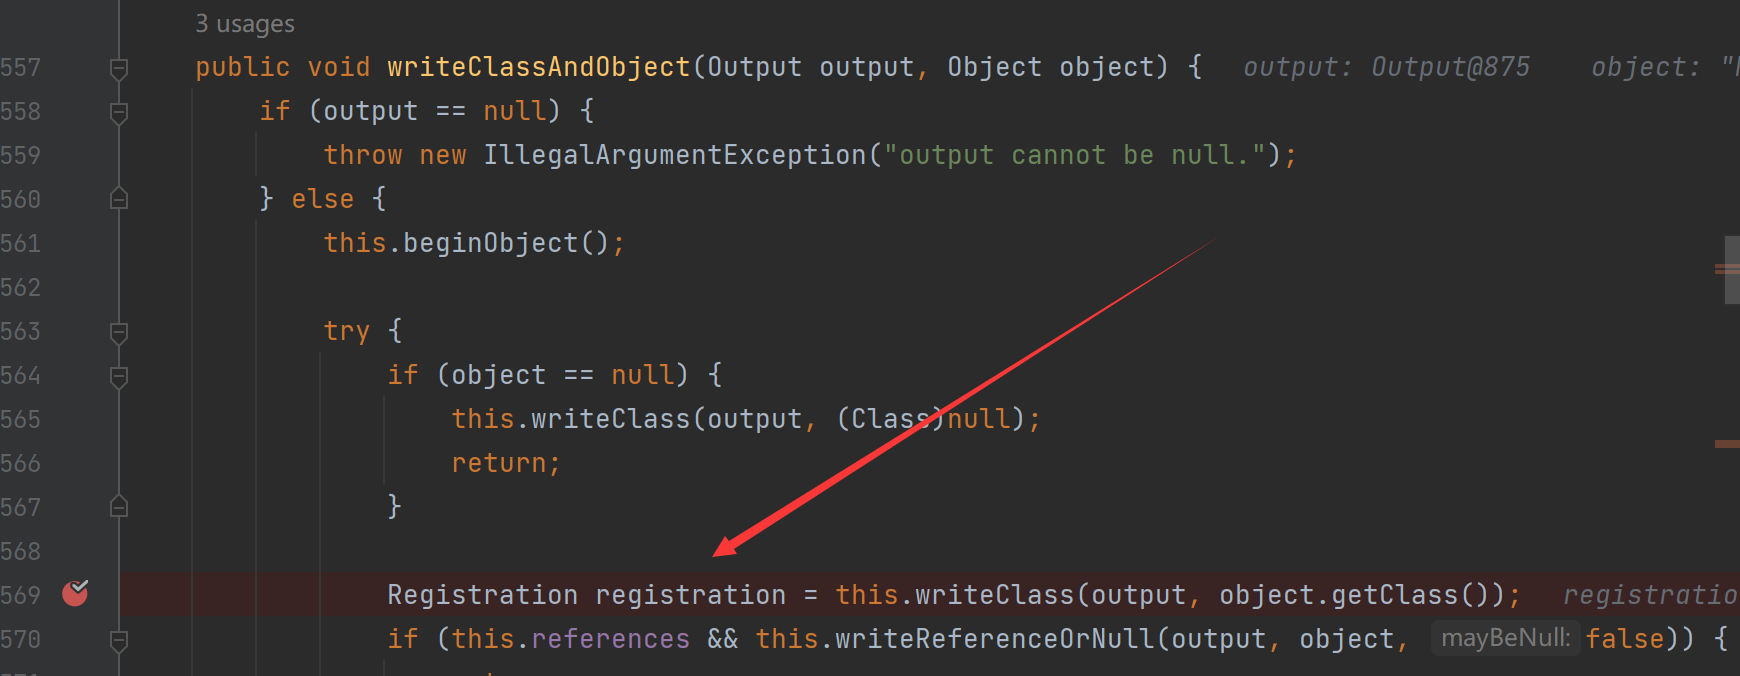 3 usages
557 public void writeClassAndObject(Output output, Object object) { output: Output@875 object: "
558 if (output == null) {
559 throw new IllegalArgumentException("output cannot be null.");
560 } else {
561 this.beginObject();
562
563 try {
564 if (object == null) {
565 this.writeClass(output, (Class)null);
566 return;
567 }
568
569 Registration registration = this.writeClass(output, object.getClass()); registratio
570 if (this.references && this.writeReferenceOrNull(output, object, mayBeNull: false)) {